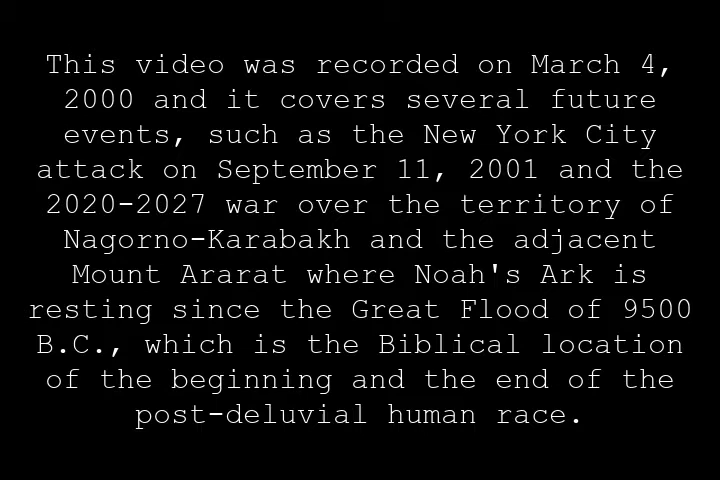 This video was recorded on March 4,
2000 and it covers several future
events, such as the New York City
attack on September 11, 2001 and the
2020-2027 war over the territory of
Nagorno-Karabakh and the adjacent
Mount Ararat where Noah's Ark is
resting since the Great Flood of 9500
B.C., which is the Biblical location
of the beginning and the end of the
post-deluvial human race.